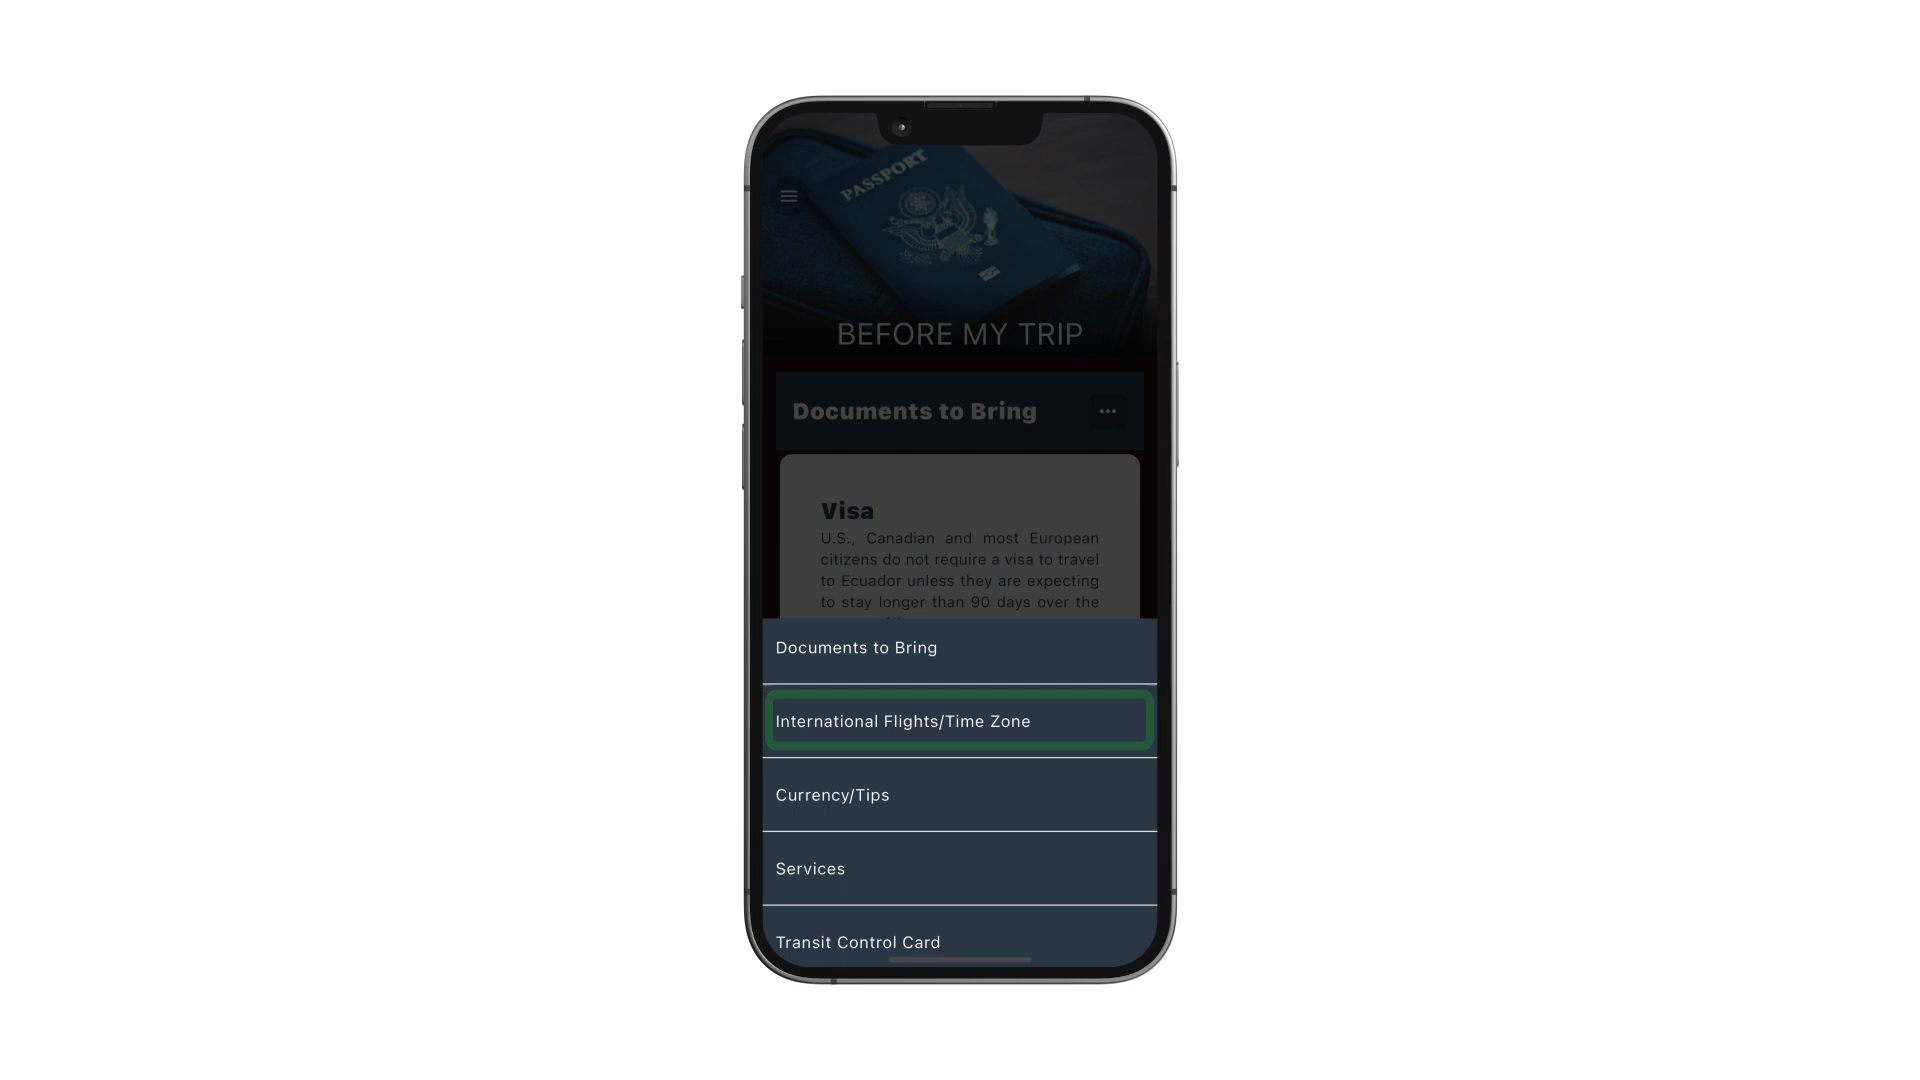 PASSPORT
BEFORE MY TRIP
Documents to Bring
Visa
U.S., Canadian and most European
citizens do not require a visa to travel
to Ecuador unless they are expecting
to stay longer than 90 days over the
Documents to Bring
International Flights/Time Zone
Currency/Tips
Services
Transit Control Card